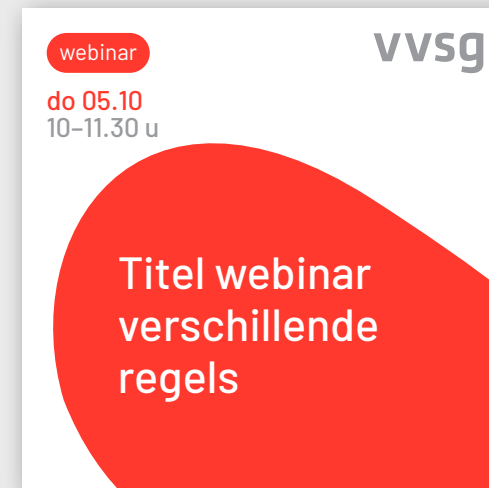 webinar
vvsg
do 05.10
10–11.30 u
Titel webinar
verschillende
regels